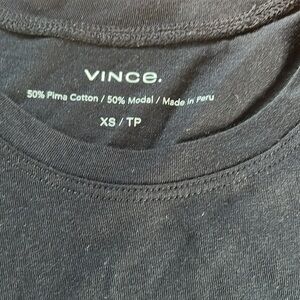 VINCe.
50% Pima Cotton / 50% Modal / Made in Peru
XS / TP